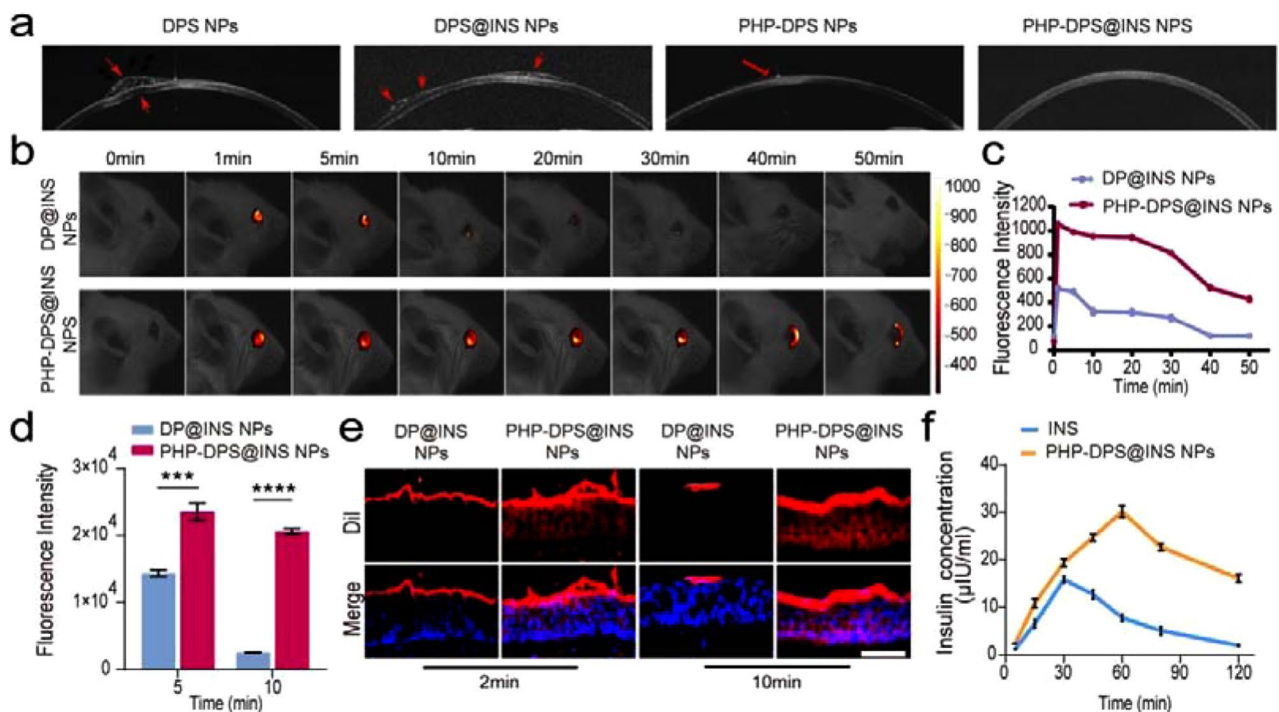 a
DPS NPs
DPS@INS NPs
PHP-DPS NPs
PHP-DPS@INS NPS
b
0min 1min 5min 10min 20min 30min 40min 50min
DP@INS
NPs
PHP-DPS@INS
NPS
1000
900
800
700
600
500
400
c
DP@INS NPs
PHP-DPS@INS NPs
Fluorescence Intensity
1200
1000
800
600
400
200
0
0 10 20 30 40 50
Time (min)
d
DP@INS NPs
PHP-DPS@INS NPs
Fluorescence Intensity
3×10⁴
2×10⁴
1×10⁴
0
*** ****
5 10
Time (min)
e
DP@INS
NPs
PHP-DPS@INS
NPs
DP@INS
NPs
PHP-DPS@INS
NPs
Dil
Merge
2min
10min
f
INS
PHP-DPS@INS NPs
Insulin concentration
(μIU/ml)
40
30
20
10
0
0 30 60 90 120
Time (min)